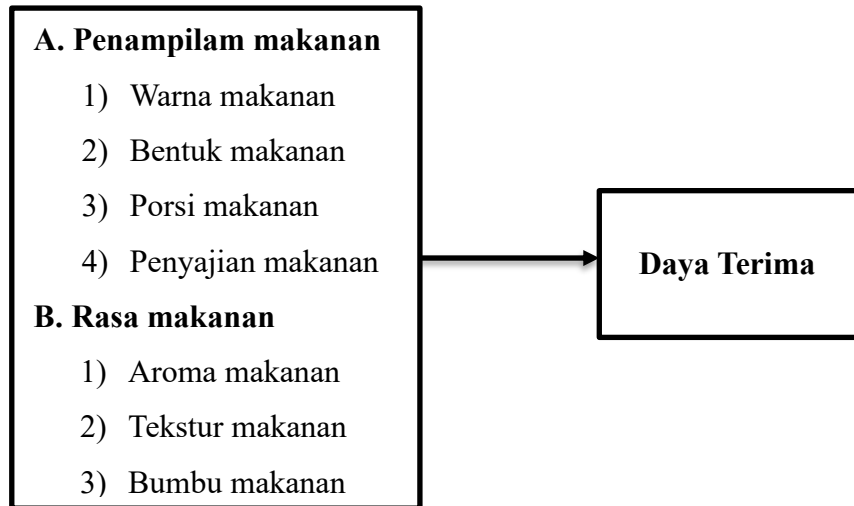 A. Penampilam makanan
1) Warna makanan
2) Bentuk makanan
3) Porsi makanan
4) Penyajian makanan
B. Rasa makanan
1) Aroma makanan
2) Tekstur makanan
3) Bumbu makanan
Daya Terima